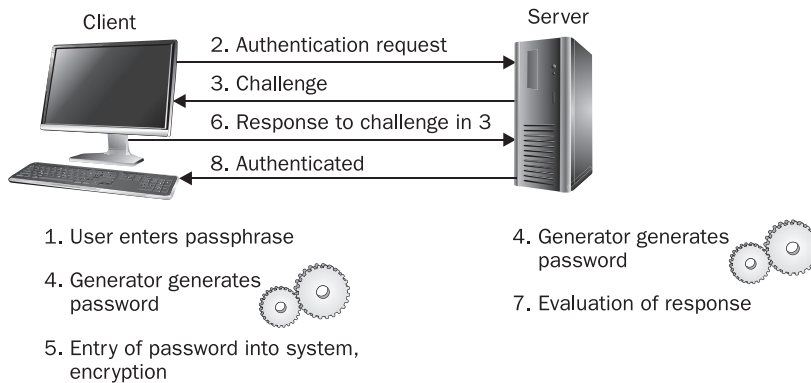 Client
Server
2. Authentication request
3. Challenge
6. Response to challenge in 3
8. Authenticated
1. User enters passphrase
4. Generator generates
password
5. Entry of password into system,
encryption
4. Generator generates
password
7. Evaluation of response